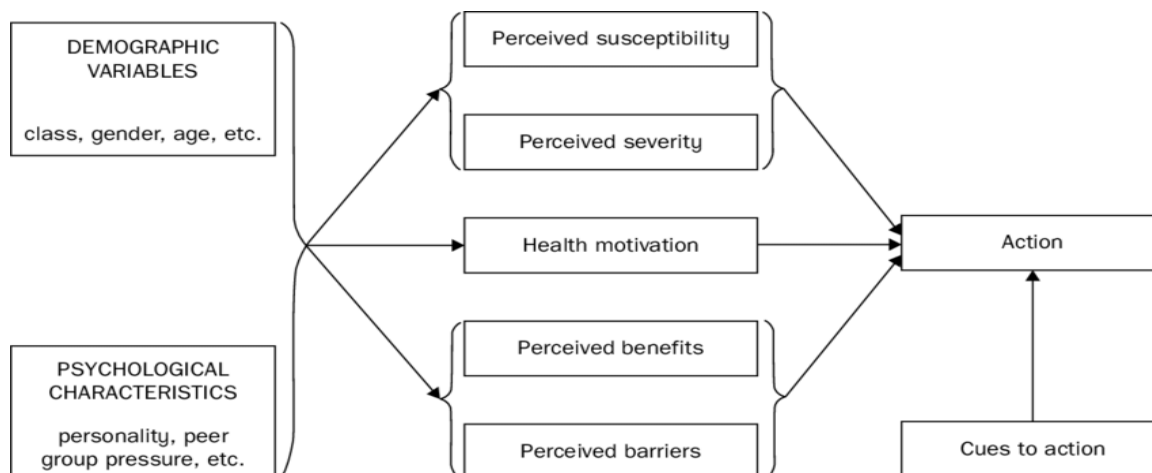 DEMOGRAPHIC
VARIABLES
class, gender, age, etc.
PSYCHOLOGICAL
CHARACTERISTICS
personality, peer
group pressure, etc.
Perceived susceptibility
Perceived severity
Health motivation
Perceived benefits
Perceived barriers
Action
Cues to action